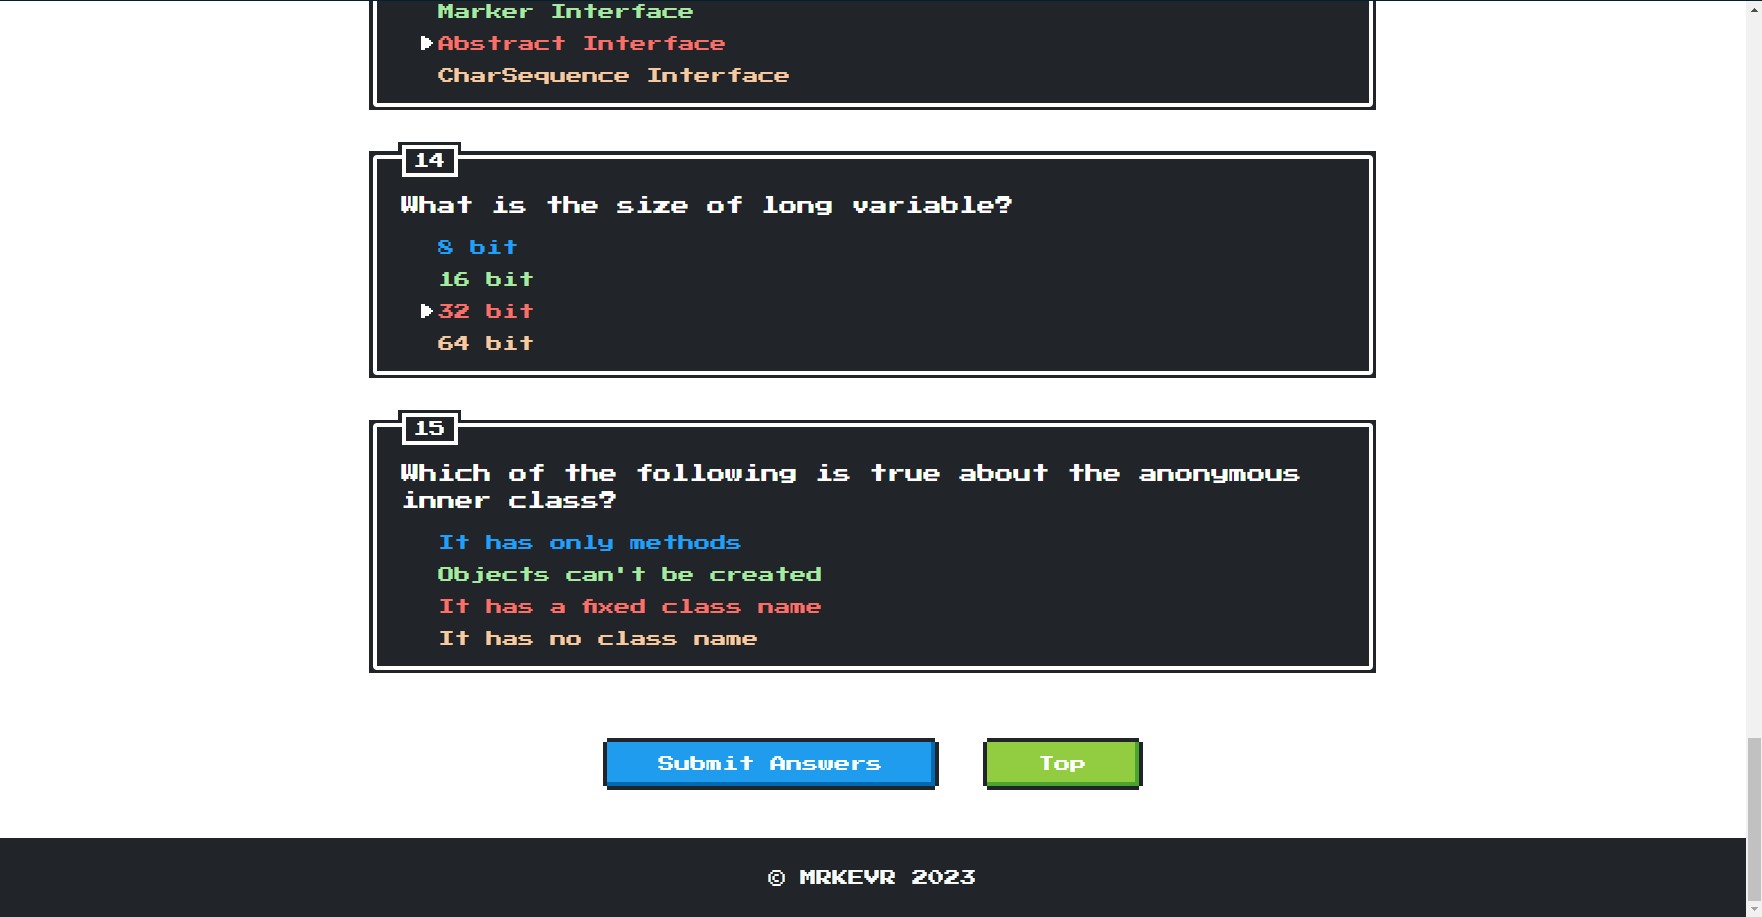 Marker Interface
Abstract Interface
CharSequence Interface
14
What is the size of long variable?
8 bit
16 bit
32 bit
64 bit
15
Which of the following is true about the anonymous
inner class?
It has only methods
Objects can't be created
It has a fixed class name
It has no class name
Submit Answers
Top
© MRKEVR 2023